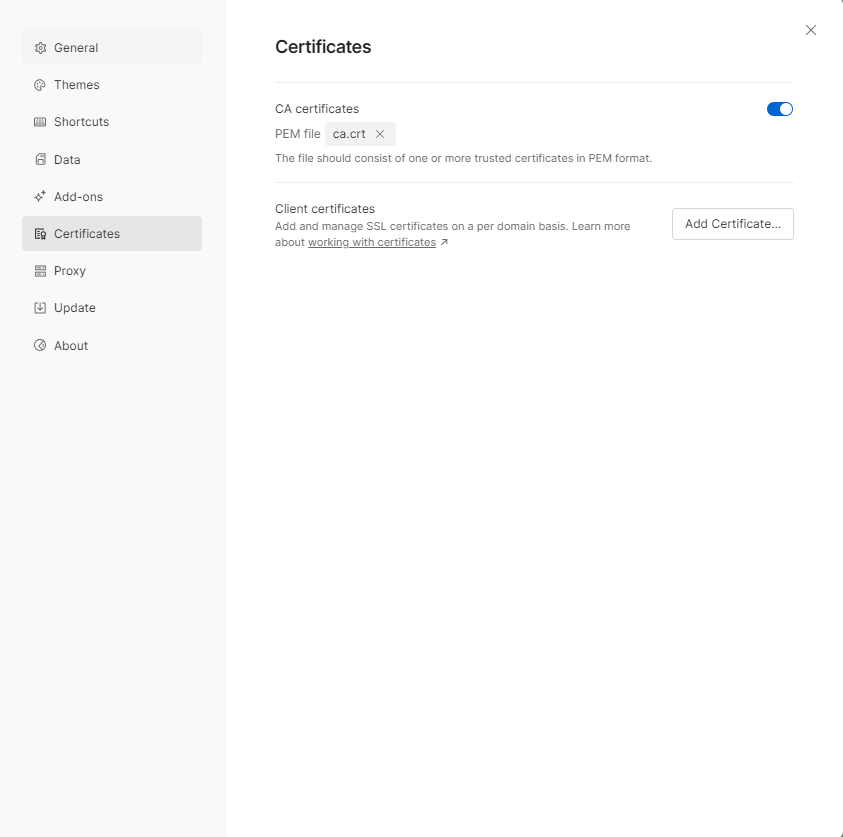 General
Themes
Shortcuts
Data
Add-ons
Certificates
Proxy
Update
About
Certificates
CA certificates
PEM file ca.crt
The file should consist of one or more trusted certificates in PEM format.
Client certificates
Add and manage SSL certificates on a per domain basis. Learn more
about working with certificates ↗
Add Certificate...